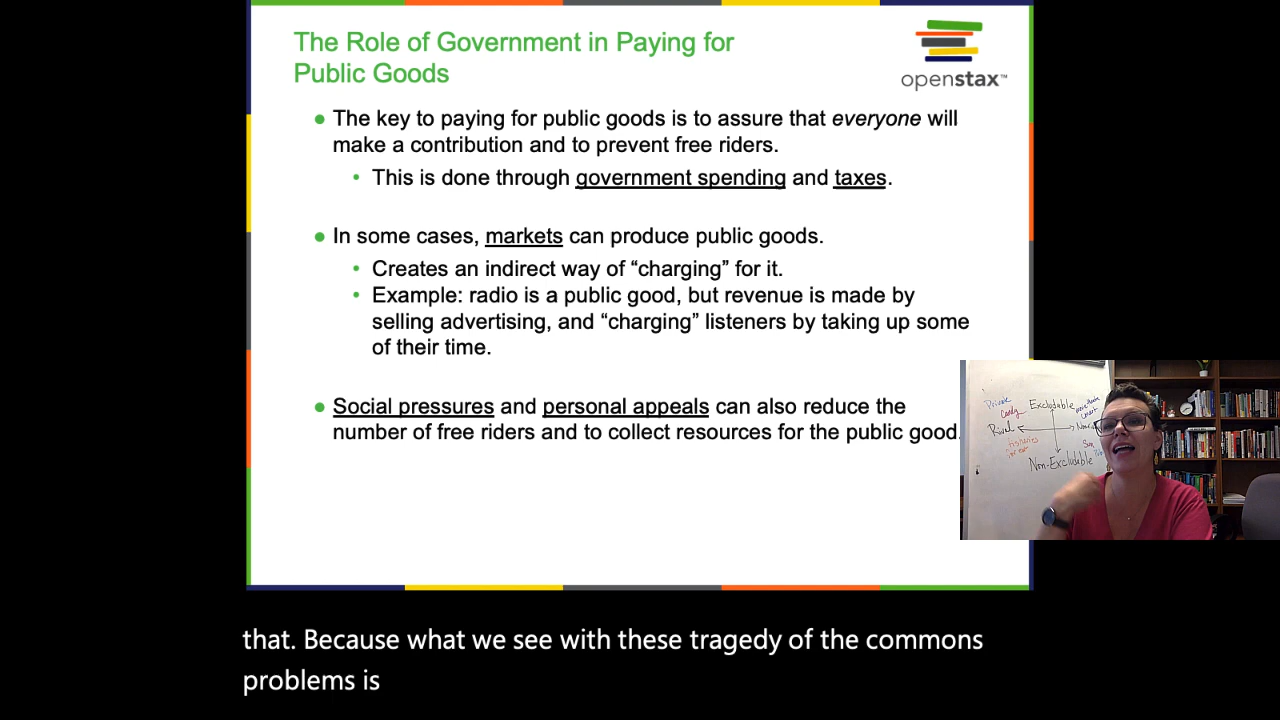 The Role of Government in Paying for
Public Goods
openstax™
● The key to paying for public goods is to assure that everyone will
make a contribution and to prevent free riders.
• This is done through government spending and taxes.
● In some cases, markets can produce public goods.
• Creates an indirect way of “charging” for it.
• Example: radio is a public good, but revenue is made by
selling advertising, and “charging” listeners by taking up some
of their time.
● Social pressures and personal appeals can also reduce the
number of free riders and to collect resources for the public good.
Private
Candy
Excludable
Rival
Fisheries
Non-Excludable
that. Because what we see with these tragedy of the commons
problems is